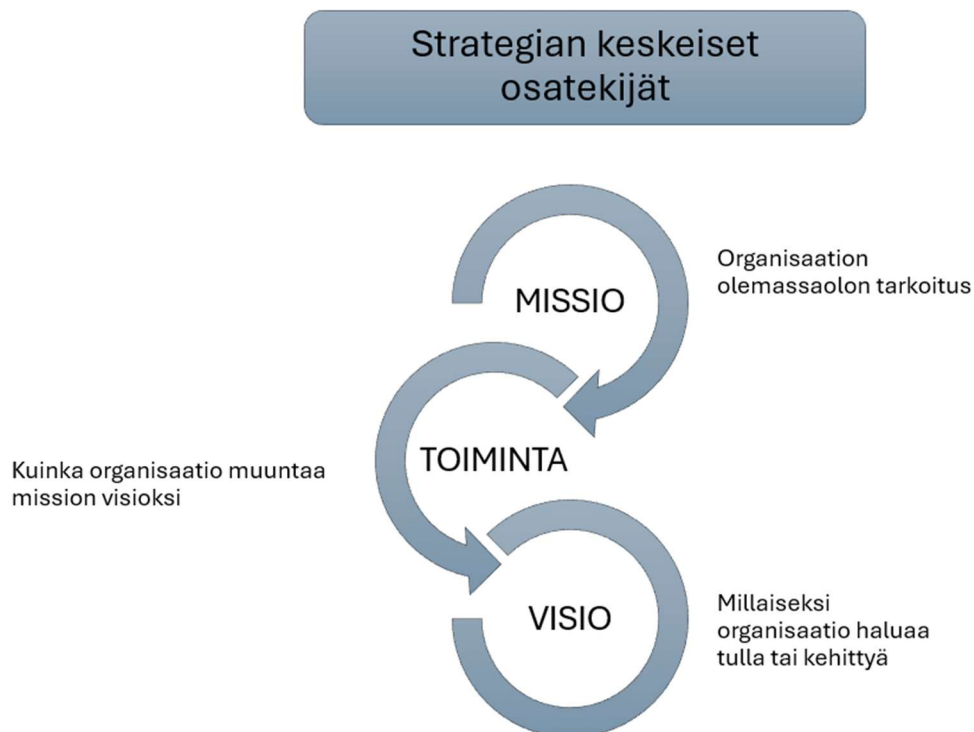 Strategian keskeiset
osatekijät
MISSIO
Organisaation
olemassaolon tarkoitus
TOIMINTA
Kuinka organisaatio muuntaa
mission visioksi
VISIO
Millaiseksi
organisaatio haluaa
tulla tai kehittyä